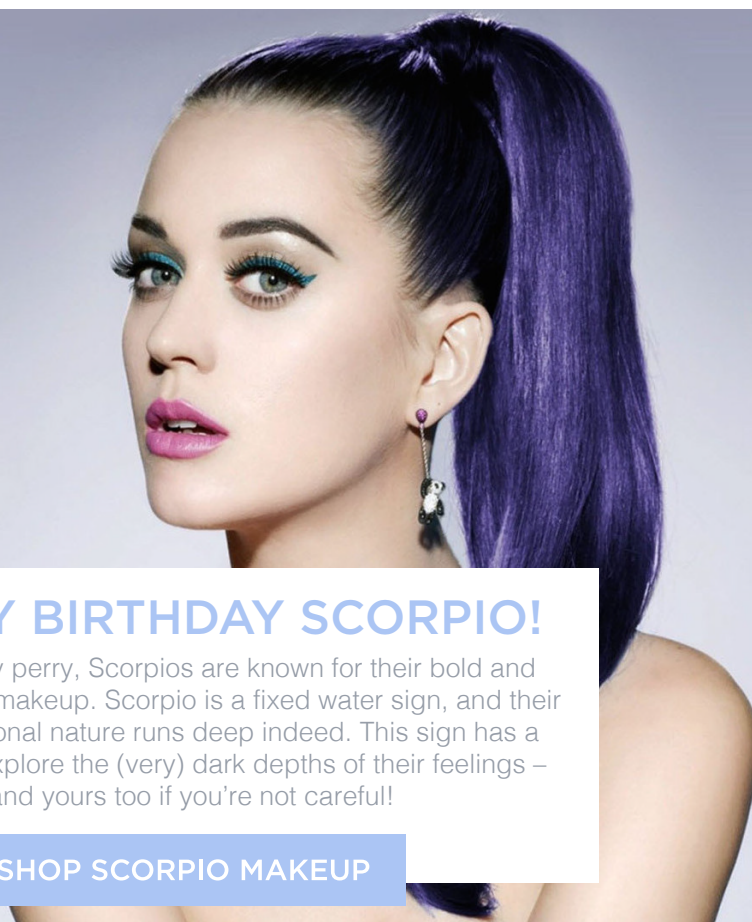 Y BIRTHDAY SCORPIO!
y perry, Scorpios are known for their bold and
makeup. Scorpio is a fixed water sign, and their
onal nature runs deep indeed. This sign has a
xplore the (very) dark depths of their feelings –
and yours too if you're not careful!
SHOP SCORPIO MAKEUP